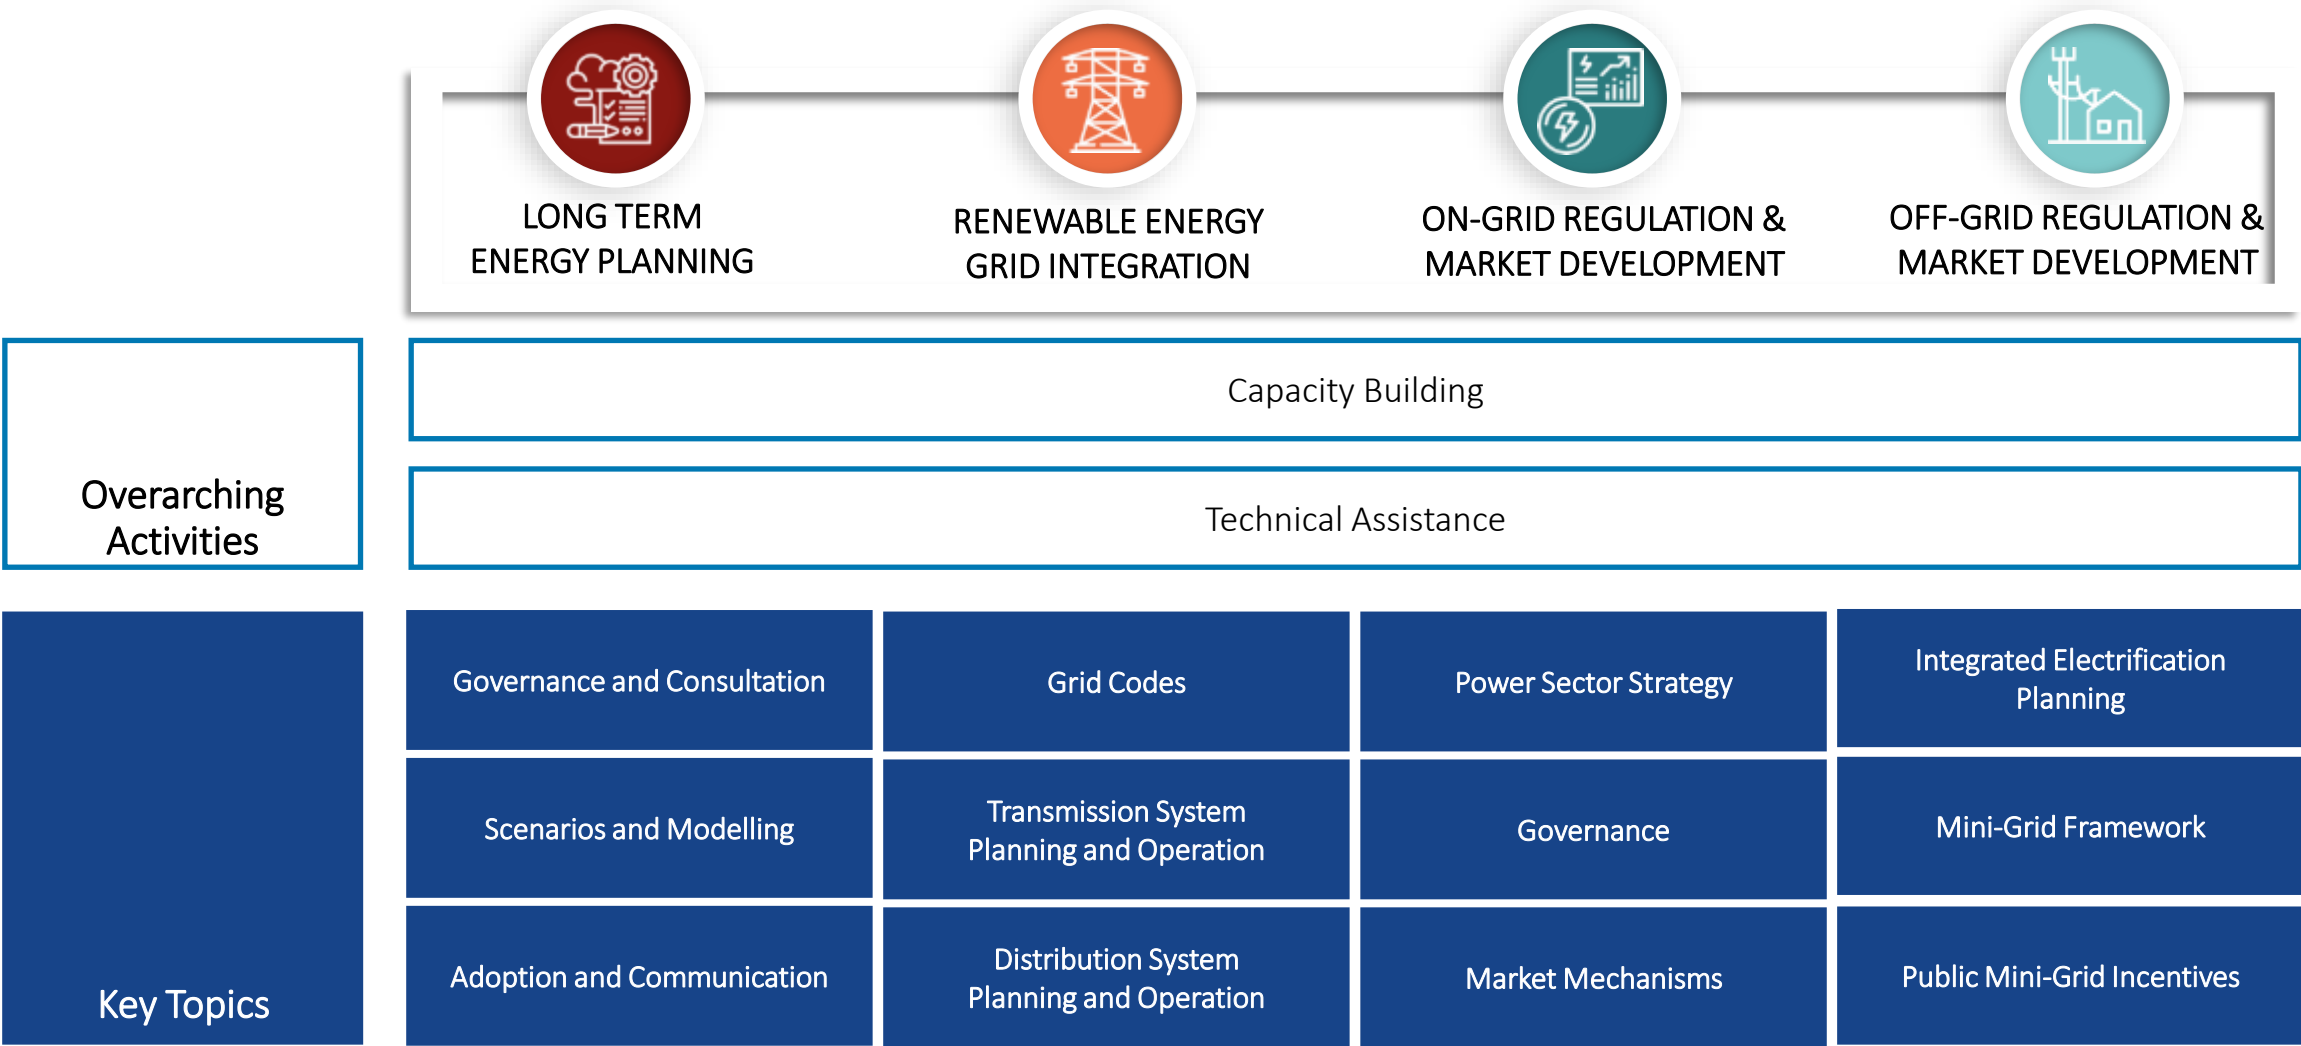 LONG TERM
ENERGY PLANNING
RENEWABLE ENERGY
GRID INTEGRATION
ON-GRID REGULATION &
MARKET DEVELOPMENT
OFF-GRID REGULATION &
MARKET DEVELOPMENT
Overarching
Activities
Capacity Building
Technical Assistance
Key Topics
Governance and Consultation
Grid Codes
Power Sector Strategy
Integrated Electrification
Planning
Scenarios and Modelling
Transmission System
Planning and Operation
Governance
Mini-Grid Framework
Adoption and Communication
Distribution System
Planning and Operation
Market Mechanisms
Public Mini-Grid Incentives